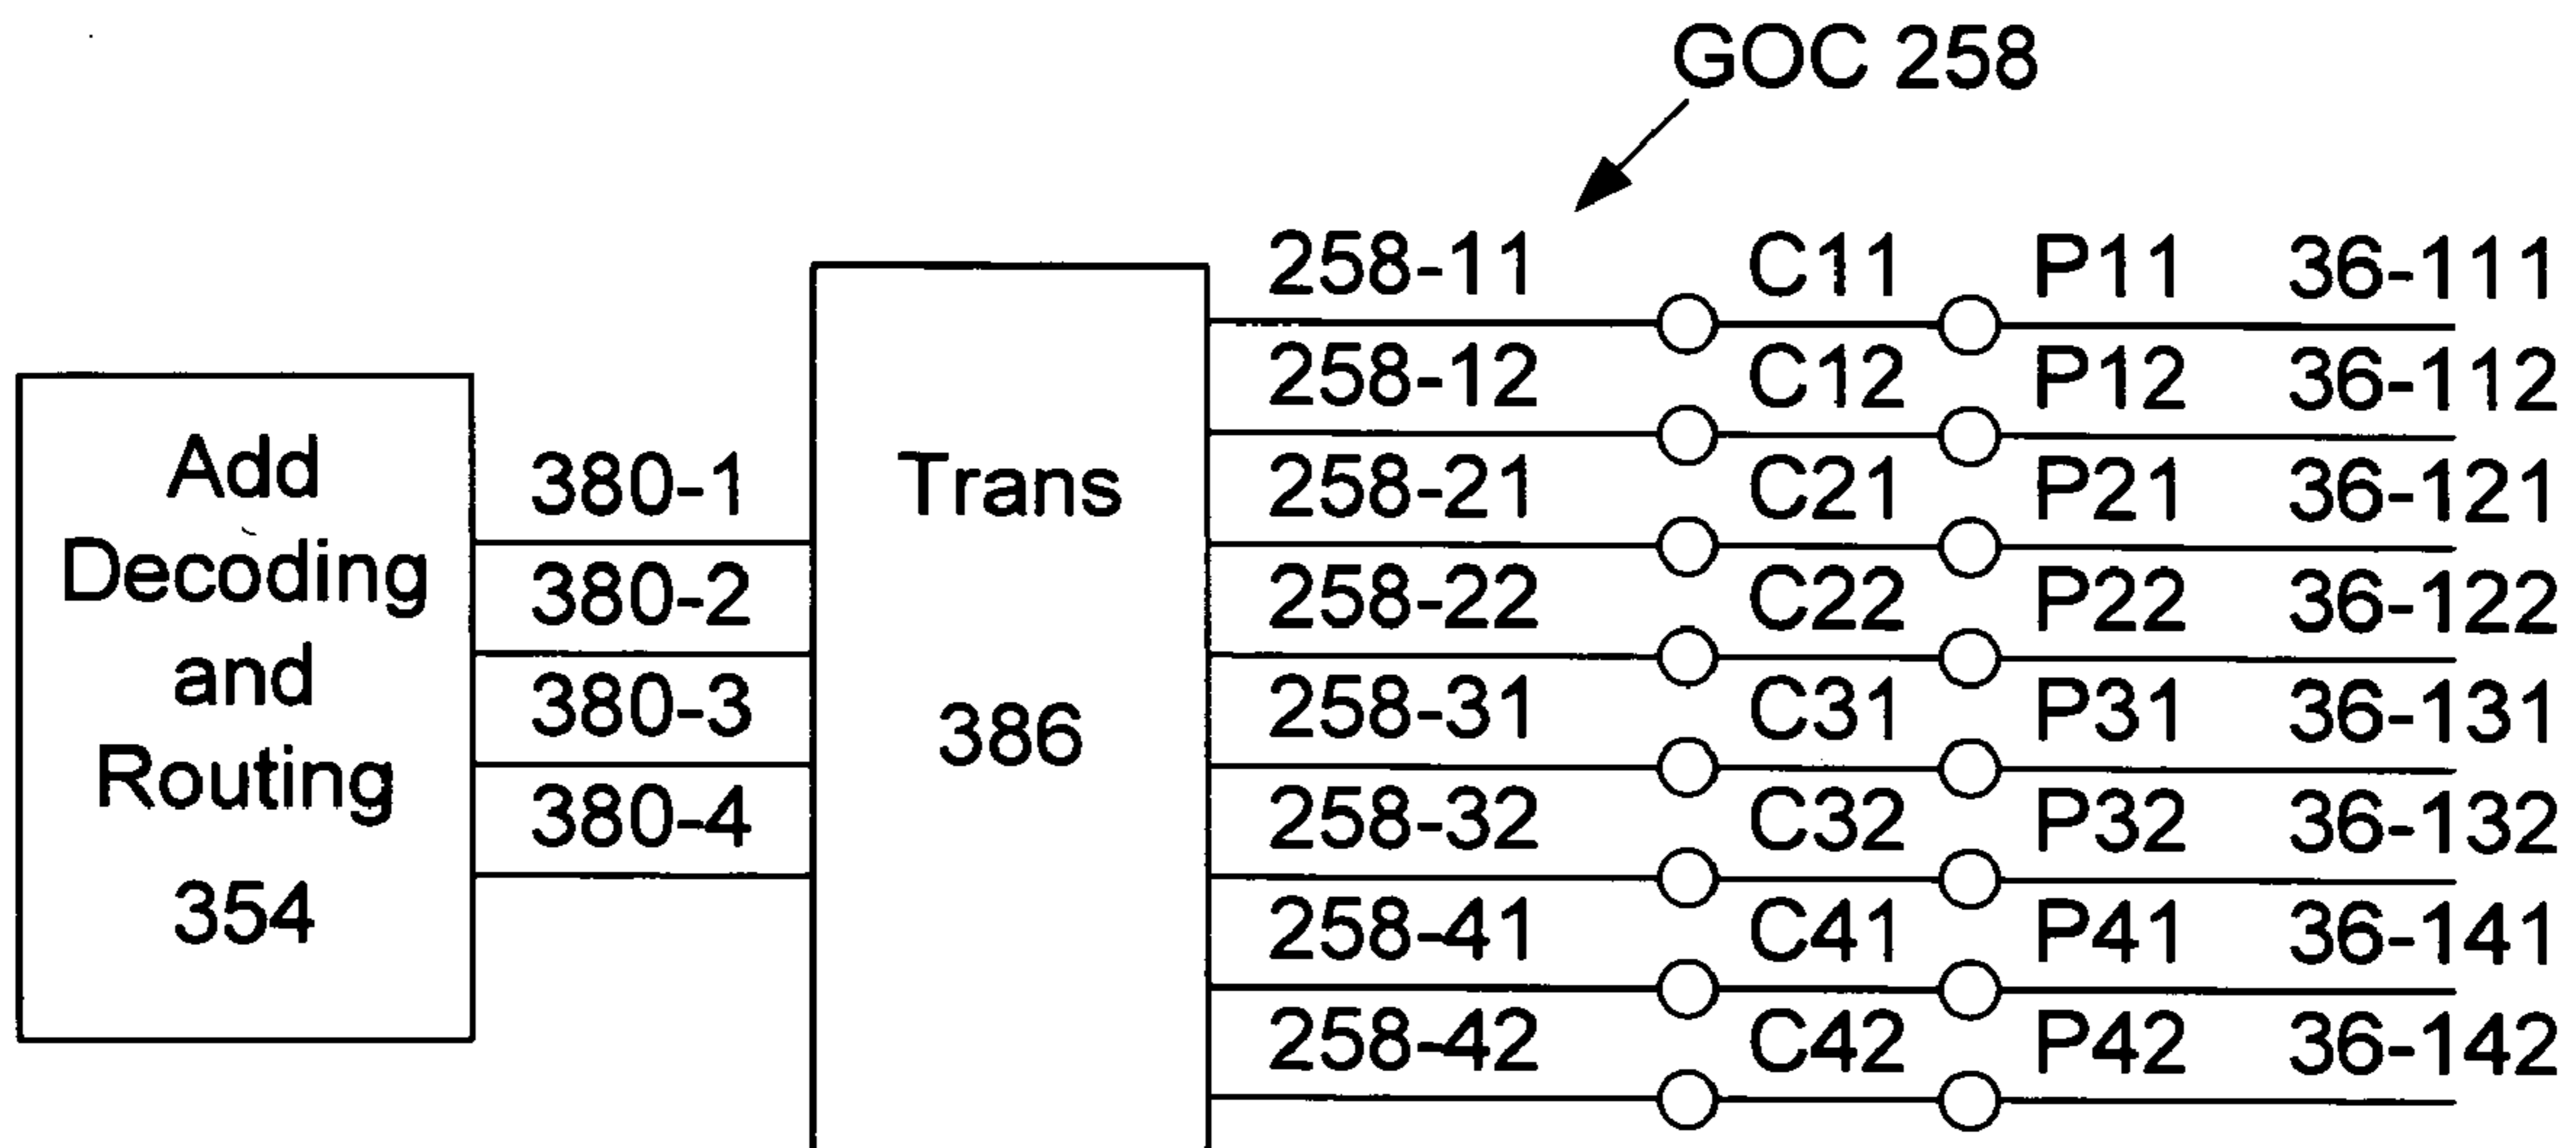 GOC 258
258-11 C11 P11 36-111
258-12 C12 P12 36-112
Add
380-1
Trans
258-21 C21 P21 36-121
Decoding
380-2
258-22 C22 P22 36-122
and
380-3
386
258-31 C31 P31 36-131
Routing
380-4
258-32 C32 P32 36-132
354
258-41 C41 P41 36-141
258-42 C42 P42 36-142